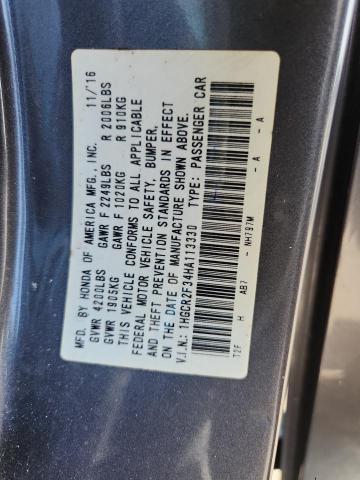 MFD. BY HONDA OF AMERICA MFG., INC. 11/16
GVWR 4200LBS GAWR F 2249LBS R 2006LBS
GVWR 1905KG GAWR F 1020KG R 910KG
THIS VEHICLE CONFORMS TO ALL APPLICABLE
FEDERAL MOTOR VEHICLE SAFETY, BUMPER,
AND THEFT PREVENTION STANDARDS IN EFFECT
ON THE DATE OF MANUFACTURE SHOWN ABOVE.
V.I.N.: 1HGCR2F34HA113330 TYPE: PASSENGER CAR
T2F H AB7 - NH797M - A - A